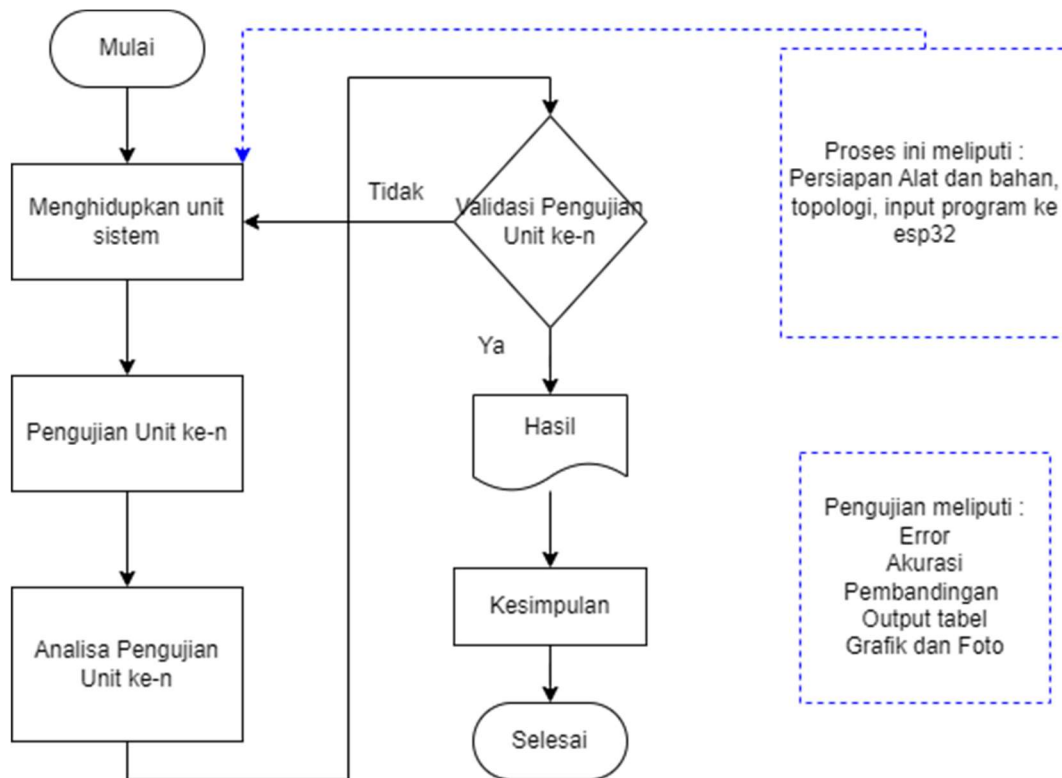 Mulai
Menghidupkan unit
sistem
Pengujian Unit ke-n
Analisa Pengujian
Unit ke-n
Validasi Pengujian
Unit ke-n
Tidak
Ya
Hasil
Kesimpulan
Selesai
Proses ini meliputi :
Persiapan Alat dan bahan,
topologi, input program ke
esp32
Pengujian meliputi :
Error
Akurasi
Pembandingan
Output tabel
Grafik dan Foto